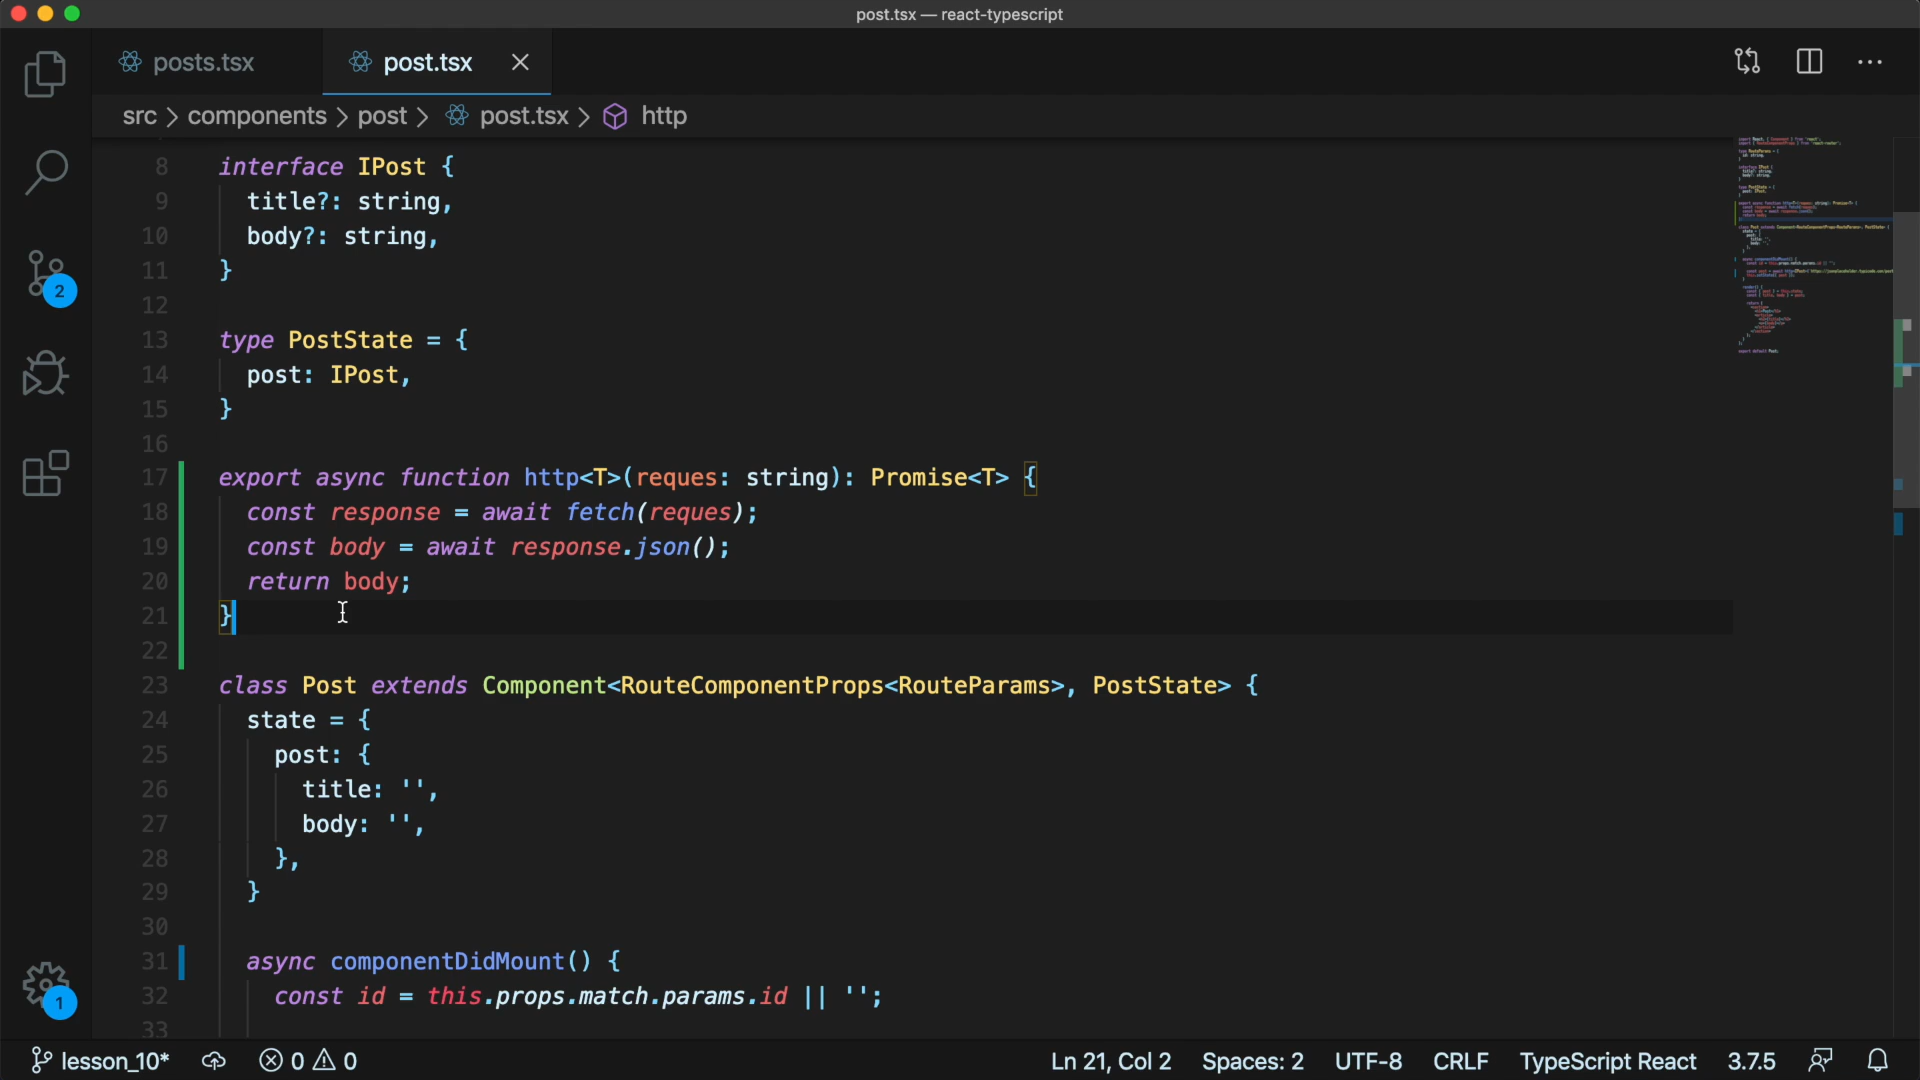 post.tsx — react-typescript
posts.tsx
post.tsx
src > components > post > post.tsx > http
8 interface IPost {
9 title?: string,
10 body?: string,
11 }
12
13 type PostState = {
14 post: IPost,
15 }
16
17 export async function http<T>(reques: string): Promise<T> {
18 const response = await fetch(reques);
19 const body = await response.json();
20 return body;
21 }
22
23 class Post extends Component<RouteComponentProps<RouteParams>, PostState> {
24 state = {
25 post: {
26 title: '',
27 body: '',
28 },
29 }
30
31 async componentDidMount() {
32 const id = this.props.match.params.id || '';
33
2
1
lesson_10* 0 0 Ln 21, Col 2 Spaces: 2 UTF-8 CRLF TypeScript React 3.7.5